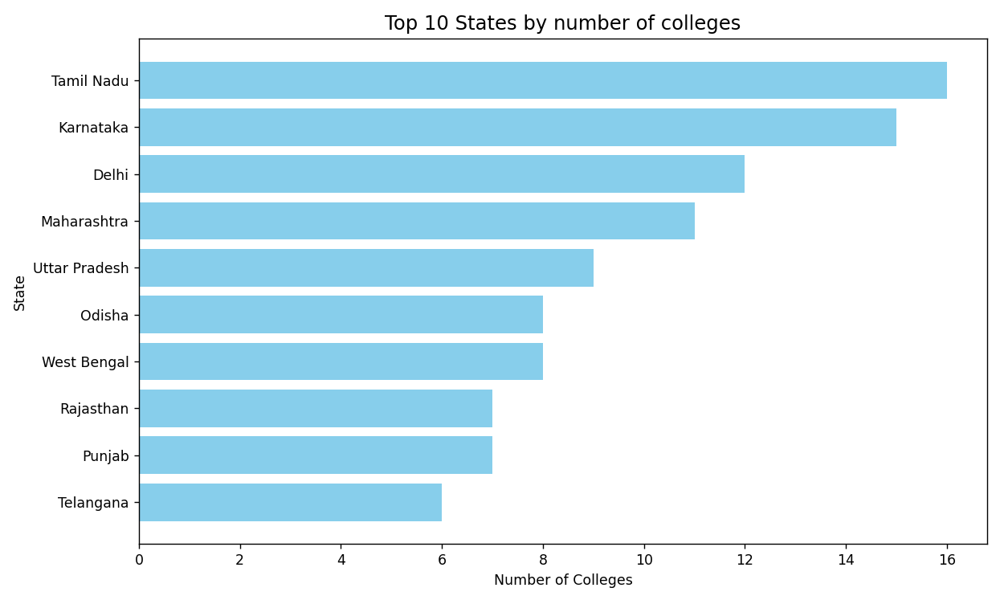 Top 10 States by number of colleges
State
Tamil Nadu
Karnataka
Delhi
Maharashtra
Uttar Pradesh
Odisha
West Bengal
Rajasthan
Punjab
Telangana
0 2 4 6 8 10 12 14 16
Number of Colleges